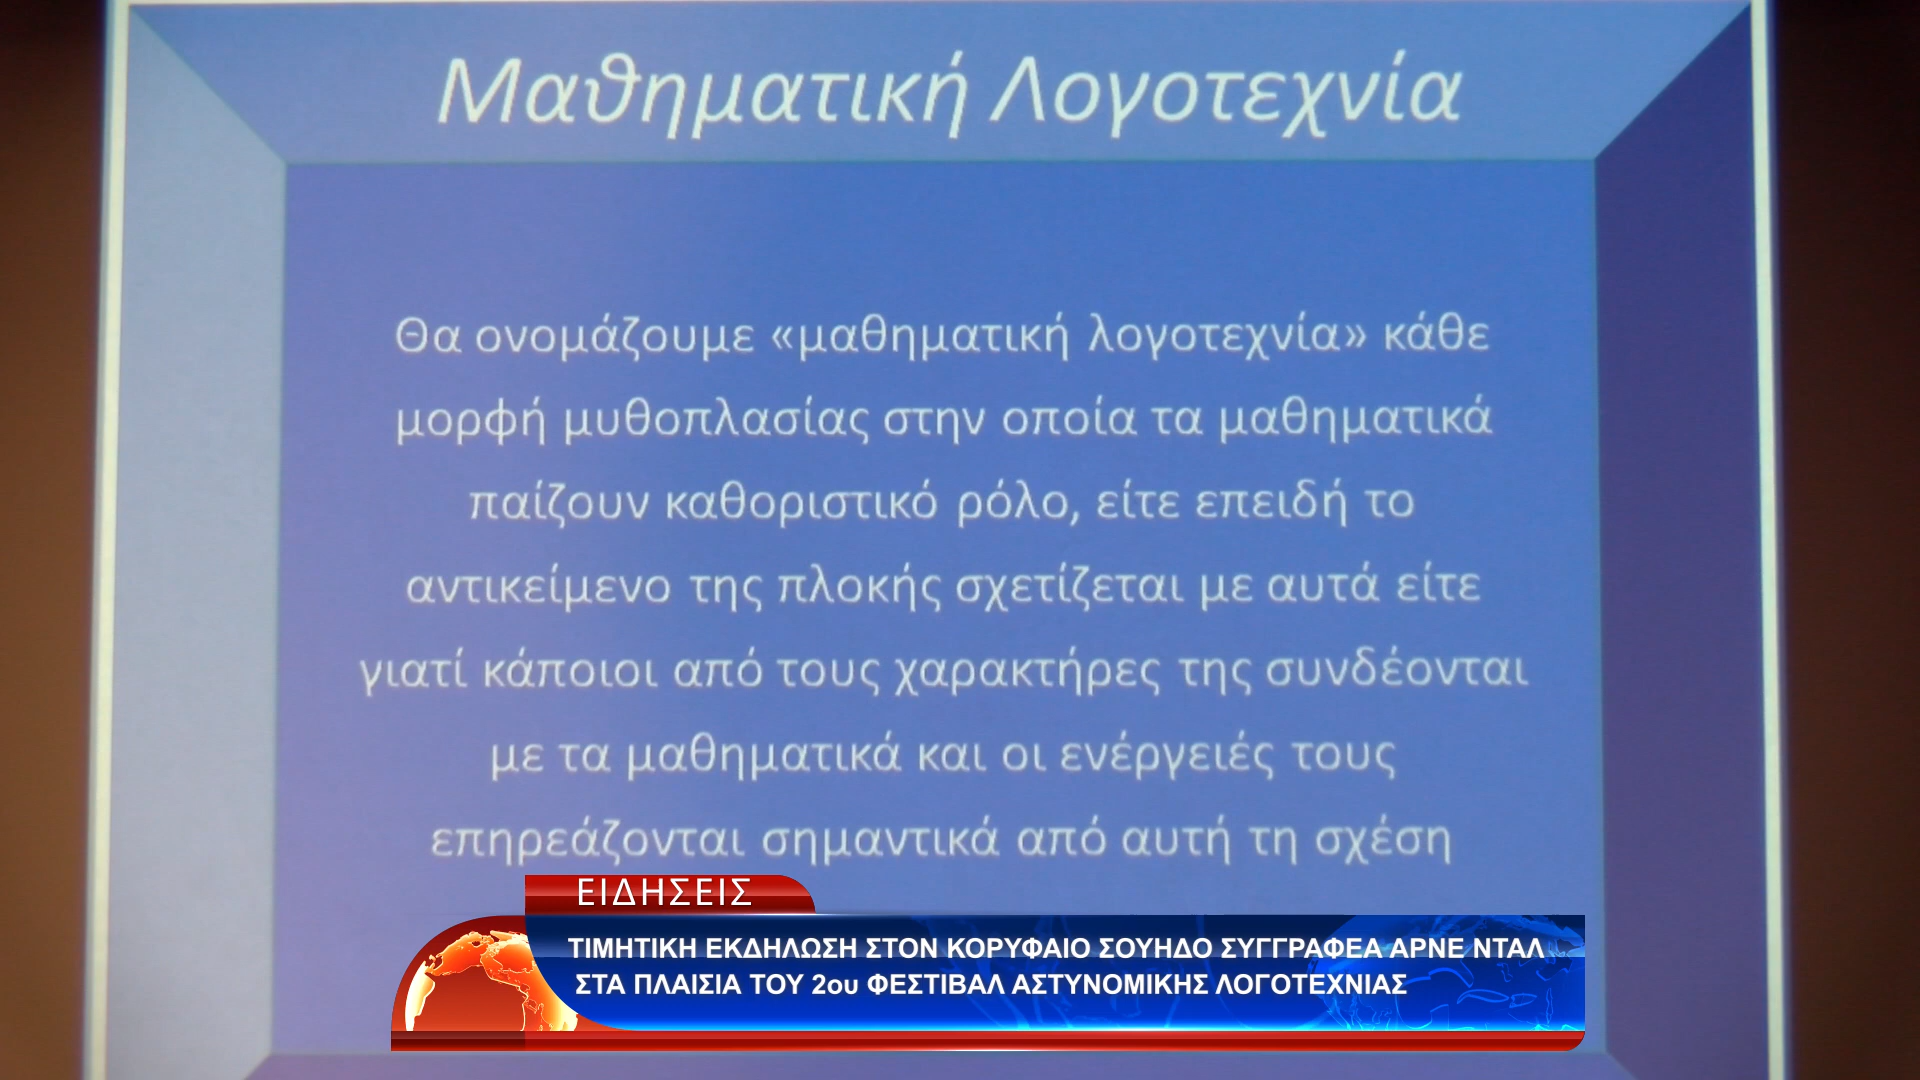 Μαθηματική Λογοτεχνία
Θα ονομάζουμε «μαθηματική λογοτεχνία» κάθε
μορφή μυθοπλασίας στην οποία τα μαθηματικά
παίζουν καθοριστικό ρόλο, είτε επειδή το
αντικείμενο της πλοκής σχετίζεται με αυτά είτε
γιατί κάποιοι από τους χαρακτήρες της συνδέονται
με τα μαθηματικά και οι ενέργειές τους
επηρεάζονται σημαντικά από αυτή τη σχέση
ΕΙΔΗΣΕΙΣ
ΤΙΜΗΤΙΚΗ ΕΚΔΗΛΩΣΗ ΣΤΟΝ ΚΟΡΥΦΑΙΟ ΣΟΥΗΔΟ ΣΥΓΓΡΑΦΕΑ ΑΡΝΕ ΝΤΑΛ
ΣΤΑ ΠΛΑΙΣΙΑ ΤΟΥ 2ου ΦΕΣΤΙΒΑΛ ΑΣΤΥΝΟΜΙΚΗΣ ΛΟΓΟΤΕΧΝΙΑΣ